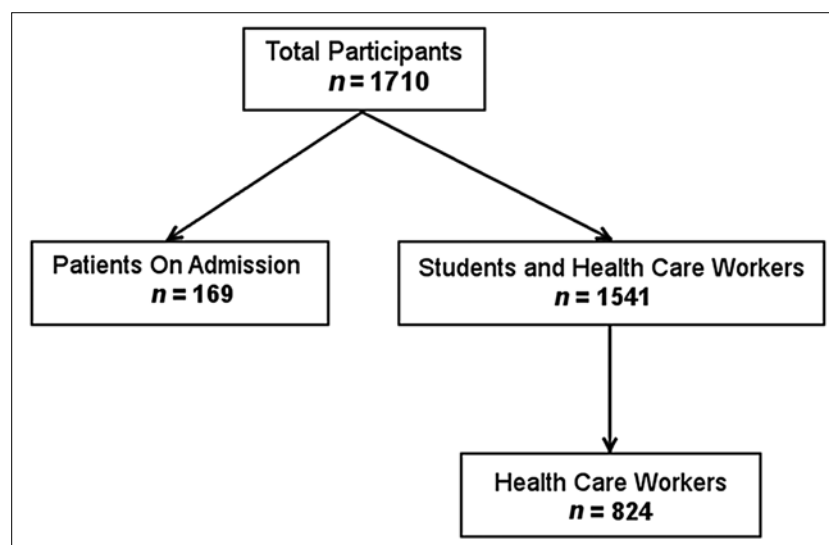 Total Participants
n = 1710
Patients On Admission
n = 169
Students and Health Care Workers
n = 1541
Health Care Workers
n = 824